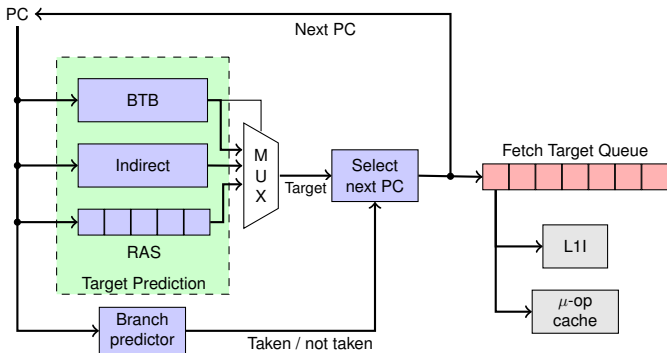 PC
Next PC
BTB
Indirect
RAS
Target Prediction
M
U
X
Target
Select
next PC
Fetch Target Queue
L1I
μ-op
cache
Branch
predictor
Taken / not taken